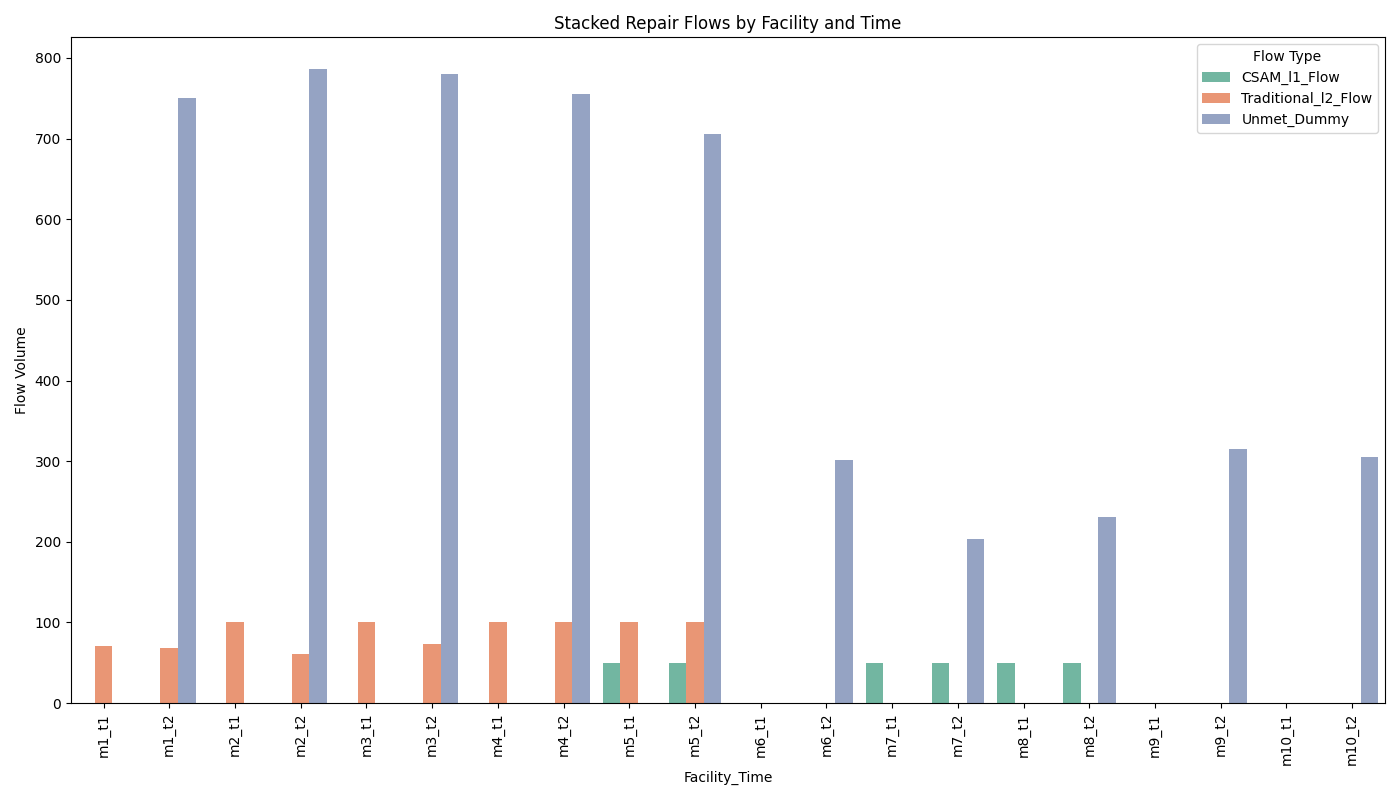 Stacked Repair Flows by Facility and Time
Flow Type
CSAM_l1_Flow
Traditional_l2_Flow
Unmet_Dummy
Flow Volume
800
700
600
500
400
300
200
100
0
m1_t1
m1_t2
m2_t1
m2_t2
m3_t1
m3_t2
m4_t1
m4_t2
m5_t1
m5_t2
m6_t1
m6_t2
m7_t1
m7_t2
m8_t1
m8_t2
m9_t1
m9_t2
m10_t1
m10_t2
Facility_Time